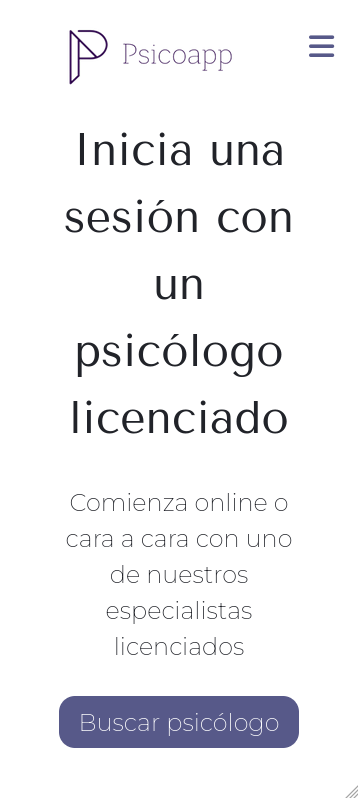 Psicoapp
Inicia una
sesión con
un
psicólogo
licenciado
Comienza online o
cara a cara con uno
de nuestros
especialistas
licenciados
Buscar psicólogo